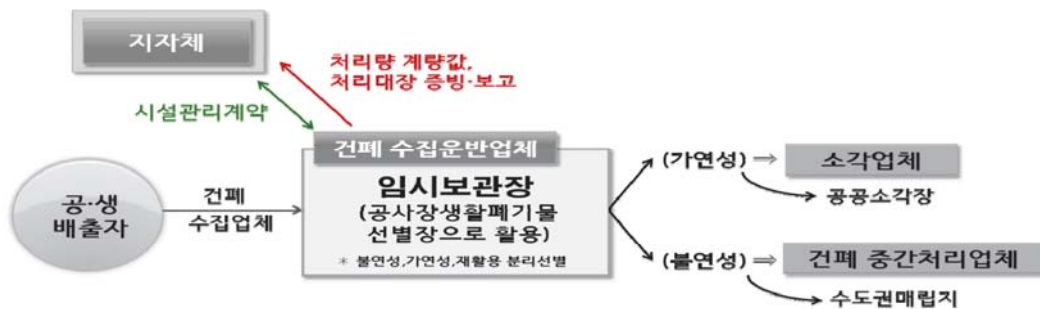 지자체
처리량 계량값,
처리대장 증빙·보고
시설관리계약
건폐 수집운반업체
임시보관장
(공사장생활폐기물
선별장으로 활용)
* 불연성,가연성,재활용 분리선별
공·생
배출자
건폐
수집업체
(가연성) ⇒ 소각업체
공공소각장
(불연성) ⇒ 건폐 중간처리업체
수도권매립지